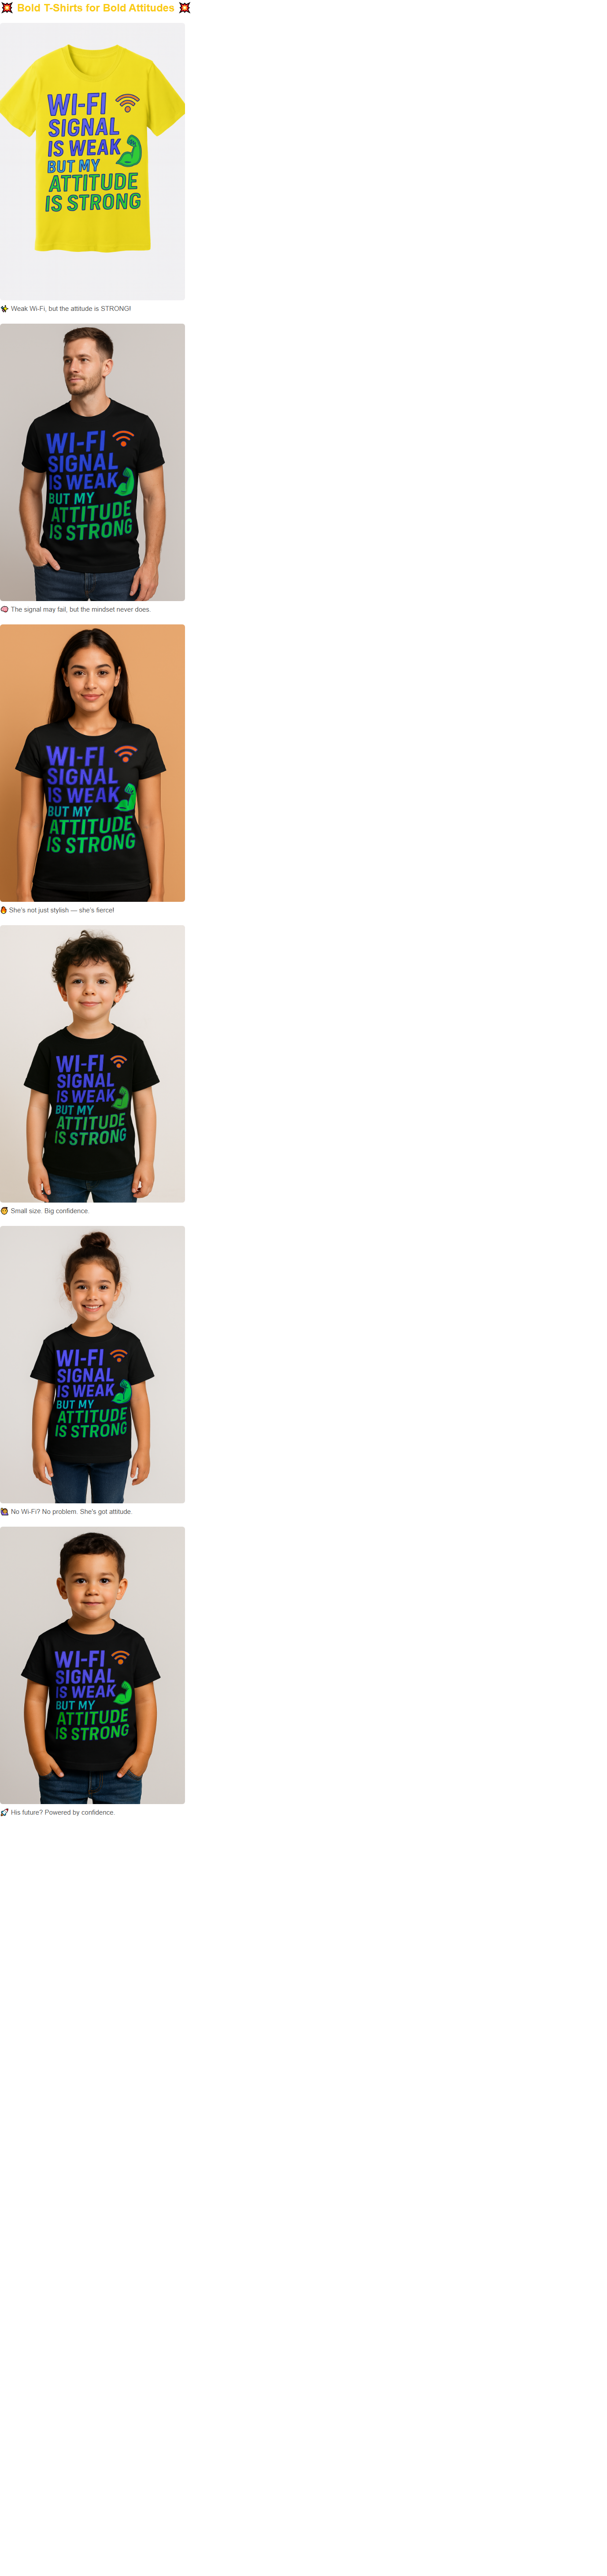 💥 Bold T-Shirts for Bold Attitudes 💥
WI-FI
SIGNAL
IS WEAK
BUT MY
ATTITUDE
IS STRONG
Weak Wi-Fi, but the attitude is STRONG!
WI-FI
SIGNAL
IS WEAK
BUT MY
ATTITUDE
IS STRONG
🧠 The signal may fail, but the mindset never does.
WI-FI
SIGNAL
IS WEAK
BUT MY
ATTITUDE
IS STRONG
🔥 She's not just stylish — she's fierce!
WI-FI
SIGNAL
IS WEAK
BUT MY
ATTITUDE
IS STRONG
Small size. Big confidence.
WI-FI
SIGNAL
IS WEAK
BUT MY
ATTITUDE
IS STRONG
No Wi-Fi? No problem. She's got attitude.
WI-FI
SIGNAL
IS WEAK
BUT MY
ATTITUDE
IS STRONG
🚀 His future? Powered by confidence.